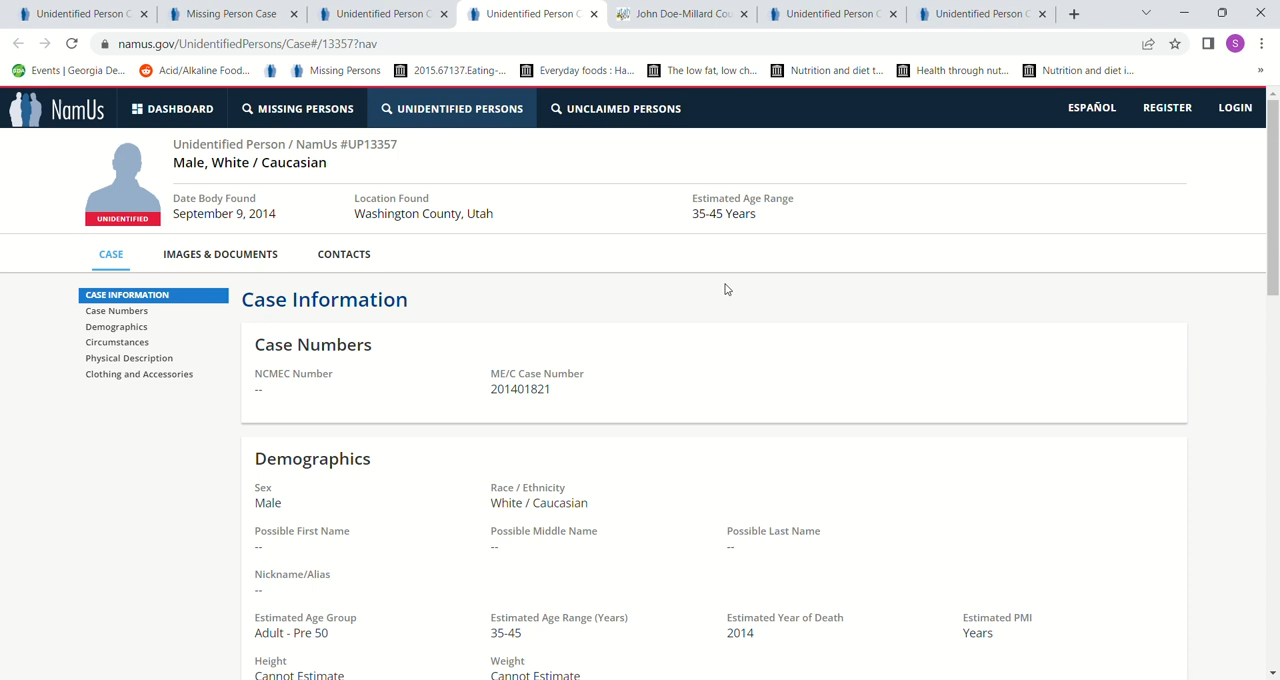 Unidentified Person C Missing Person Case Unidentified Person C Unidentified Person C John Doe-Millard Cou Unidentified Person C Unidentified Person C
namus.gov/UnidentifiedPersons/Case#/13357?nav S
GBA Events | Georgia De... Acid/Alkaline Food... Missing Persons 2015.67137.Eating-... Everyday foods : Ha... The low fat, low ch... Nutrition and diet t... Health through nut... Nutrition and diet i... »
NamUs DASHBOARD MISSING PERSONS UNIDENTIFIED PERSONS UNCLAIMED PERSONS ESPAÑOL REGISTER LOGIN
Unidentified Person / NamUs #UP13357
Male, White / Caucasian
Date Body Found Location Found Estimated Age Range
September 9, 2014 Washington County, Utah 35-45 Years
UNIDENTIFIED
CASE IMAGES & DOCUMENTS CONTACTS
CASE INFORMATION
Case Numbers
Demographics
Circumstances
Physical Description
Clothing and Accessories
Case Information
Case Numbers
NCMEC Number ME/C Case Number
-- 201401821
Demographics
Sex Race / Ethnicity
Male White / Caucasian
Possible First Name Possible Middle Name Possible Last Name
-- -- --
Nickname/Alias
--
Estimated Age Group Estimated Age Range (Years) Estimated Year of Death Estimated PMI
Adult - Pre 50 35-45 2014 Years
Height Weight
Cannot Estimate Cannot Estimate